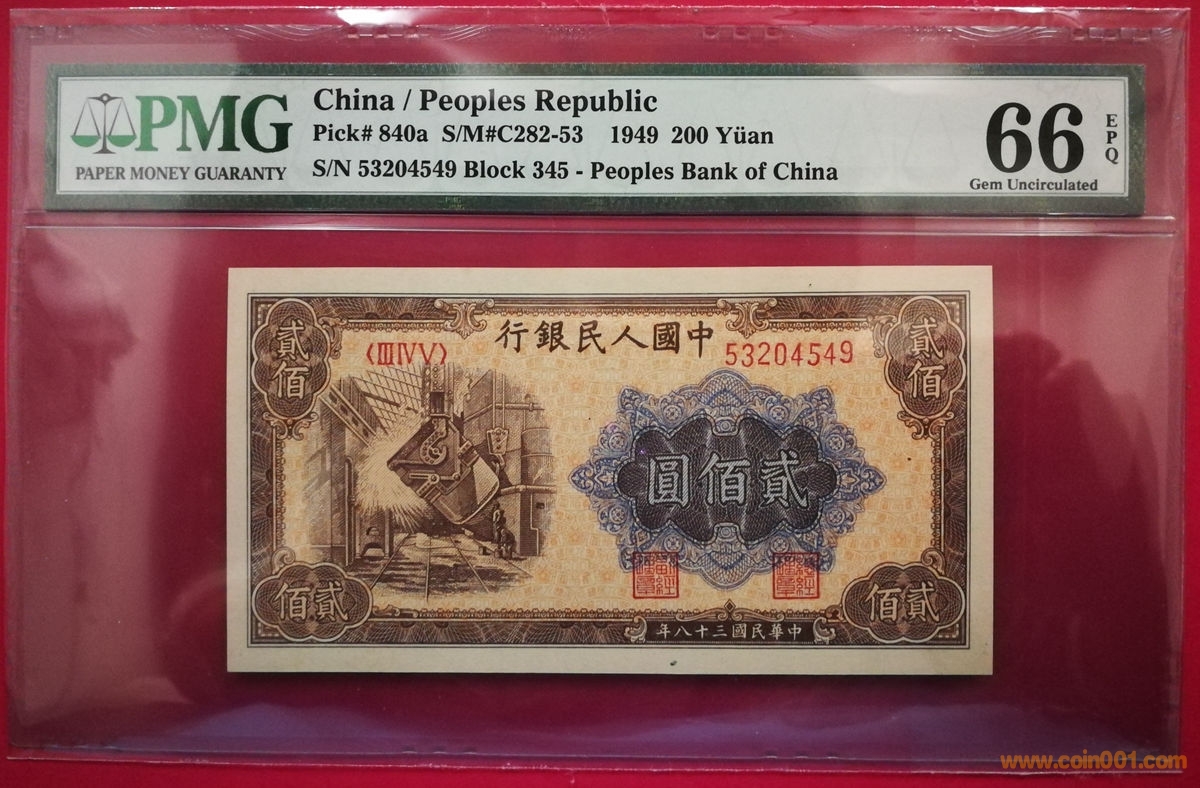 PMG
PAPER MONEY GUARANTY
China / Peoples Republic
Pick# 840a S/M#C282-53 1949 200 Yüan
S/N 53204549 Block 345 - Peoples Bank of China
66
EPQ
Gem Uncirculated
行銀民人國中
〈ⅢⅣⅤ〉
53204549
貳佰
貳佰
圓佰貳
佰貳
佰貳
年八十三國民華中
www.coin001.com